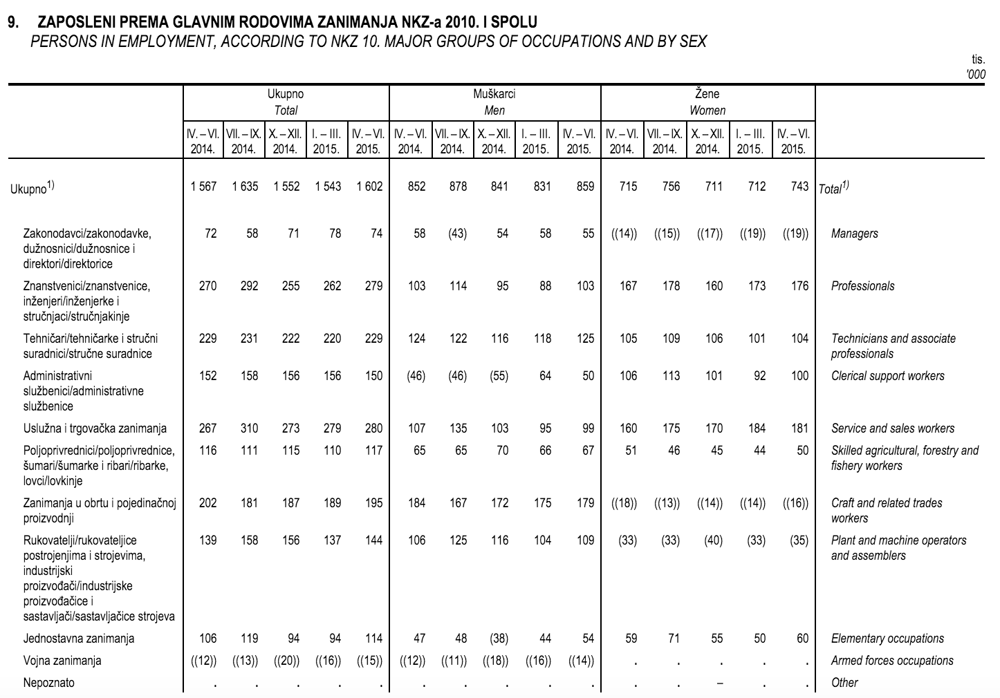 9. ZAPOSLENI PREMA GLAVNIM RODOVIMA ZANIMANJA NKZ-a 2010. I SPOLU
PERSONS IN EMPLOYMENT, ACCORDING TO NKZ 10. MAJOR GROUPS OF OCCUPATIONS AND BY SEX
tis.
'000
Ukupno Muškarci Žene
Total Men Women
IV. – VI. VII. – IX. X. – XII. I. – III. IV. – VI. IV. – VI. VII. – IX. X. – XII. I. – III. IV. – VI. IV. – VI. VII. – IX. X. – XII. I. – III. IV. – VI.
2014. 2014. 2014. 2015. 2015. 2014. 2014. 2014. 2015. 2015. 2014. 2014. 2014. 2015. 2015.
Ukupno1) 1 567 1 635 1 552 1 543 1 602 852 878 841 831 859 715 756 711 712 743 Total1)
Zakonodavci/zakonodavke, 72 58 71 78 74 58 (43) 54 58 55 ((14)) ((15)) ((17)) ((19)) ((19)) Managers
dužnosnici/dužnosnice i
direktori/direktorice
Znanstvenici/znanstvenice, 270 292 255 262 279 103 114 95 88 103 167 178 160 173 176 Professionals
inženjeri/inženjerke i
stručnjaci/stručnjakinje
Tehničari/tehničarke i stručni 229 231 222 220 229 124 122 116 118 125 105 109 106 101 104 Technicians and associate
suradnici/stručne suradnice professionals
Administrativni 152 158 156 156 150 (46) (46) (55) 64 50 106 113 101 92 100 Clerical support workers
službenici/administrativne
službenice
Uslužna i trgovačka zanimanja 267 310 273 279 280 107 135 103 95 99 160 175 170 184 181 Service and sales workers
Poljoprivrednici/poljoprivrednice, 116 111 115 110 117 65 65 70 66 67 51 46 45 44 50 Skilled agricultural, forestry and
šumari/šumarke i ribari/ribarke, fishery workers
lovci/lovkinje
Zanimanja u obrtu i pojedinačnoj 202 181 187 189 195 184 167 172 175 179 ((18)) ((13)) ((14)) ((14)) ((16)) Craft and related trades
proizvodnji workers
Rukovatelji/rukovateljice 139 158 156 137 144 106 125 116 104 109 (33) (33) (40) (33) (35) Plant and machine operators
postrojenjima i strojevima, and assemblers
industrijski
proizvođači/industrijske
proizvođačice i
sastavljači/sastavljačice strojeva
Jednostavna zanimanja 106 119 94 94 114 47 48 (38) 44 54 59 71 55 50 60 Elementary occupations
Vojna zanimanja ((12)) ((13)) ((20)) ((16)) ((15)) ((12)) ((11)) ((18)) ((16)) ((14)) . . . . . Armed forces occupations
Nepoznato . . . . . . . . . . . . – . . Other